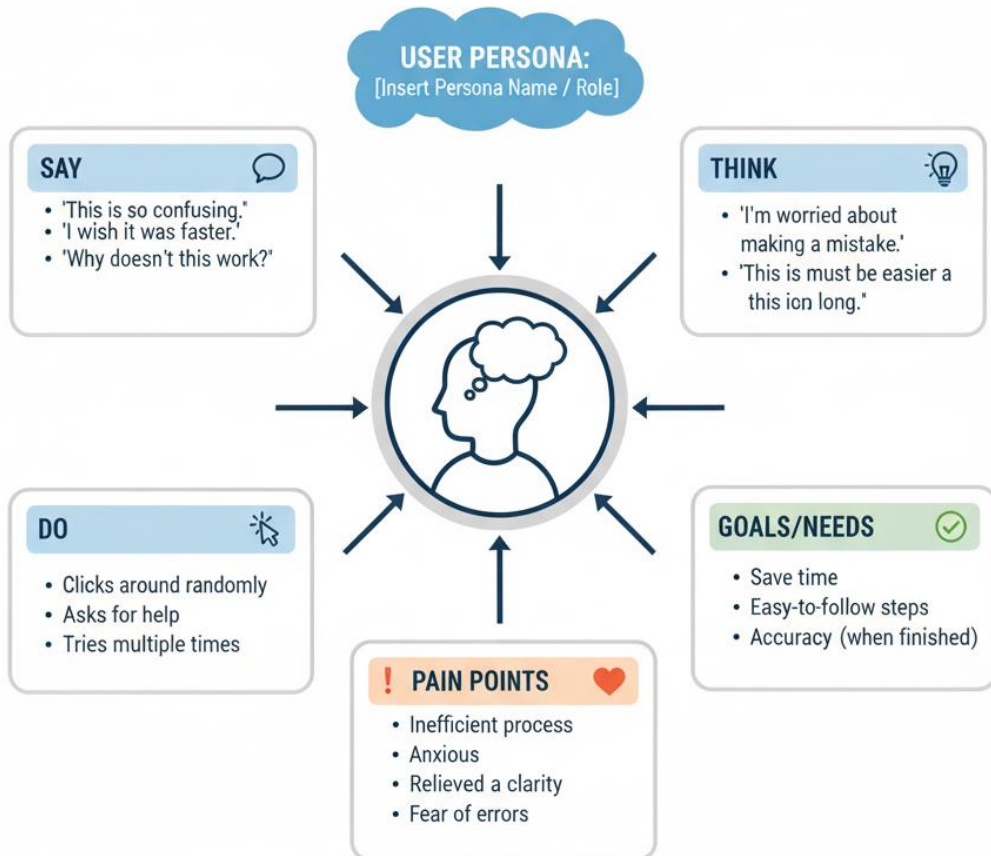 USER PERSONA:
[Insert Persona Name / Role]
SAY
• 'This is so confusing."
• 'I wish it was faster.'
• 'Why doesn't this work?"
THINK
• 'I'm worried about
making a mistake.'
• 'This is must be easier a
this ion long."
DO
• Clicks around randomly
• Asks for help
• Tries multiple times
GOALS/NEEDS
• Save time
• Easy-to-follow steps
• Accuracy (when finished)
! PAIN POINTS
• Inefficient process
• Anxious
• Relieved a clarity
• Fear of errors